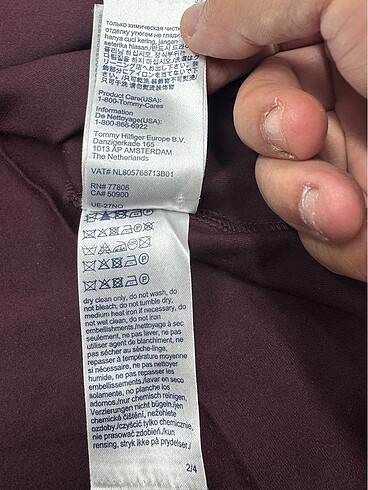 только химическая чистк
отделку утюгом не глади
hanya cuci kering, jangan
seterika hiasan./반드시 드라
Product Care(USA):
1-800-Tommy-Cares
Information
De Nettoyage(USA):
1-800-866-6922
Tommy Hilfiger Europe B.V.
Danzigerkade 165
1013 AP AMSTERDAM
The Netherlands
VAT# NL805768713B01
RN# 77806
CA# 50900
UE-27NO
dry clean only, do not wash, do
not bleach, do not tumble dry,
medium heat iron if necessary, do
not wet clean, do not iron
embellishments/nettoyage à sec
seulement, ne pas laver, ne pas
utiliser agent de blanchiment, ne
pas sécher au sèche-linge,
repasser à température moyenne
si nécessaire, ne pas nettoyer
humide, ne pas repasser les
embellissements/lavar en seco
solamente, no planche los
adornos./nur chemisch reinigen,
Verzierungen nicht bügeln./jen
chemické čištění, nežehlete
ozdoby./czyścić tylko chemicznie,
nie prasować zdobień./kun
rensing, stryk ikke på prydelser./
2/4